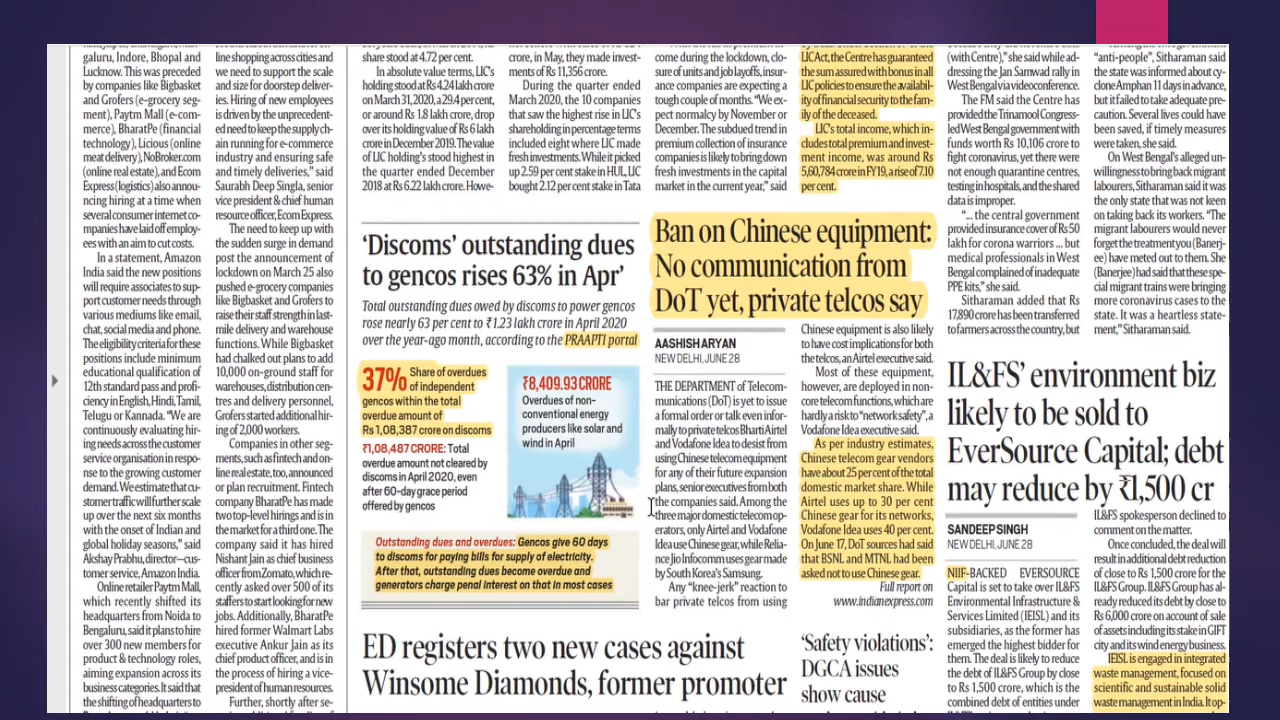 galuru, Indore, Bhopal and
Lucknow. This was preceded
by companies like Bigbasket
and Grofers (e-grocery seg-
ment), Paytm Mall (e-com-
merce), BharatPe (financial
technology), Licious (online
meat delivery), NoBroker.com
(online real estate), and Ecom
Express (logistics) also annou-
ncing hiring at a time when
several consumer internet co-
mpanies have laid off employ-
ees with an aim to cut costs.
In a statement, Amazon
India said the new positions
will require associates to sup-
port customer needs through
various mediums like email,
chat, social media and phone.
The eligibility criteria for these
positions include minimum
educational qualification of
12th standard pass and profi-
ciency in English, Hindi, Tamil,
Telugu or Kannada. “We are
continuously evaluating hir-
ing needs across the customer
service organisation in respo-
nse to the growing customer
demand. We estimate that cu-
stomer traffic will further scale
up over the next six months
with the onset of Indian and
global holiday seasons,” said
Akshay Prabhu, director–cus-
tomer service, Amazon India.
Online retailer Paytm Mall,
which recently shifted its
headquarters from Noida to
Bengaluru, said it plans to hire
over 300 new members for
product & technology roles,
aiming expansion across its
business categories. It said that
the shifting of headquarters to
line shopping across cities and
we need to support the scale
and size for doorstep deliver-
ies. Hiring of new employees
is driven by the unprecedent-
ed need to keep the supply ch-
ain running for e-commerce
industry and ensuring safe
and timely deliveries,” said
Saurabh Deep Singla, senior
vice president & chief human
resource officer, Ecom Express.
The need to keep up with
the sudden surge in demand
post the announcement of
lockdown on March 25 also
pushed e-grocery companies
like Bigbasket and Grofers to
raise their staff strength in last-
mile delivery and warehouse
functions. While Bigbasket
had chalked out plans to add
10,000 on-ground staff for
warehouses, distribution cen-
tres and delivery personnel,
Grofers started additional hir-
ing of 2,000 workers.
Companies in other seg-
ments, such as fintech and on-
line real estate, too, announced
or plan recruitment. Fintech
company BharatPe has made
two top-level hirings and is in
the market for a third one. The
company said it has hired
Nishant Jain as chief business
officer from Zomato, which re-
cently asked over 500 of its
staffers to start looking for new
jobs. Additionally, BharatPe
hired former Walmart Labs
executive Ankur Jain as its
chief product officer, and is in
the process of hiring a vice-
president of human resources.
Further, shortly after se-
share stood at 4.72 per cent.
In absolute value terms, LIC’s
holding stood at Rs 4.24 lakh crore
on March 31, 2020, a 29.4 per cent,
or around Rs 1.8 lakh crore, drop
over its holding value of Rs 6 lakh
crore in December 2019. The value
of LIC holding’s stood highest in
the quarter ended December
2018 at Rs 6.22 lakh crore. Howe-
crore, in May, they made invest-
ments of Rs 11,356 crore.
During the quarter ended
March 2020, the 10 companies
that saw the highest rise in LIC’s
shareholding in percentage terms
included eight where LIC made
fresh investments. While it picked
up 2.59 per cent stake in HUL, LIC
bought 2.12 per cent stake in Tata
‘Discoms’ outstanding dues
to gencos rises 63% in Apr’
Total outstanding dues owed by discoms to power gencos
rose nearly 63 per cent to ₹1.23 lakh crore in April 2020
over the year-ago month, according to the PRAAPTI portal
37% Share of overdues
of independent
gencos within the total
overdue amount of
Rs 1,08,387 crore on discoms
₹1,08,487 CRORE: Total
overdue amount not cleared by
discoms in April 2020, even
after 60-day grace period
offered by gencos
₹8,409.93 CRORE
Overdues of non-
conventional energy
producers like solar and
wind in April
Outstanding dues and overdues: Gencos give 60 days
to discoms for paying bills for supply of electricity.
After that, outstanding dues become overdue and
generators charge penal interest on that in most cases
ED registers two new cases against
Winsome Diamonds, former promoter
come during the lockdown, clo-
sure of units and job layoffs, insur-
ance companies are expecting a
tough couple of months. “We ex-
pect normalcy by November or
December. The subdued trend in
premium collection of insurance
companies is likely to bring down
fresh investments in the capital
market in the current year,” said
LIC Act, the Centre has guaranteed
the sum assured with bonus in all
LIC policies to ensure the availabil-
ity of financial security to the fam-
ily of the deceased.
LIC’s total income, which in-
cludes total premium and invest-
ment income, was around Rs
5,60,784 crore in FY19, a rise of 7.10
per cent.
Ban on Chinese equipment:
No communication from
DoT yet, private telcos say
AASHISH ARYAN
NEW DELHI, JUNE 28
THE DEPARTMENT of Telecom-
munications (DoT) is yet to issue
a formal order or talk even infor-
mally to private telcos Bharti Airtel
and Vodafone Idea to desist from
using Chinese telecom equipment
for any of their future expansion
plans, senior executives from both
the companies said. Among the
three major domestic telecom op-
erators, only Airtel and Vodafone
Idea use Chinese gear, while Relia-
nce Jio Infocomm uses gear made
by South Korea’s Samsung.
Any “knee-jerk” reaction to
bar private telcos from using
Chinese equipment is also likely
to have cost implications for both
the telcos, an Airtel executive said.
Most of these equipment,
however, are deployed in non-
core telecom functions, which are
hardly a risk to “network safety”, a
Vodafone Idea executive said.
As per industry estimates,
Chinese telecom gear vendors
have about 25 per cent of the total
domestic market share. While
Airtel uses up to 30 per cent
Chinese gear for its networks,
Vodafone Idea uses 40 per cent.
On June 17, DoT sources had said
that BSNL and MTNL had been
asked not to use Chinese gear.
Full report on
www.indianexpress.com
‘Safety violations’:
DGCA issues
show cause
(with Centre),” she said while ad-
dressing the Jan Samwad rally in
West Bengal via videoconference.
The FM said the Centre has
provided the Trinamool Congress-
led West Bengal government with
funds worth Rs 10,106 crore to
fight coronavirus, yet there were
not enough quarantine centres,
testing in hospitals, and the shared
data is improper.
“... the central government
provided insurance cover of Rs 50
lakh for corona warriors ... but
medical professionals in West
Bengal complained of inadequate
PPE kits,” she said.
Sitharaman added that Rs
17,890 crore has been transferred
to farmers across the country, but
“anti-people”, Sitharaman said
the state was informed about cy-
clone Amphan 11 days in advance,
but it failed to take adequate pre-
caution. Several lives could have
been saved, if timely measures
were taken, she said.
On West Bengal’s alleged un-
willingness to bring back migrant
labourers, Sitharaman said it was
the only state that was not keen
on taking back its workers. “The
migrant labourers would never
forget the treatment you (Banerj-
ee) have meted out to them. She
(Banerjee) had said that these spe-
cial migrant trains were bringing
more coronavirus cases to the
state. It was a heartless state-
ment,” Sitharaman said.
IL&FS’ environment biz
likely to be sold to
EverSource Capital; debt
may reduce by ₹1,500 cr
SANDEEP SINGH
NEW DELHI, JUNE 28
NIIF-BACKED EVERSOURCE
Capital is set to take over IL&FS
Environmental Infrastructure &
Services Limited (IEISL) and its
subsidiaries, as the former has
emerged the highest bidder for
them. The deal is likely to reduce
the debt of IL&FS Group by close
to Rs 1,500 crore, which is the
combined debt of entities under
IL&FS spokesperson declined to
comment on the matter.
Once concluded, the deal will
result in additional debt reduction
of close to Rs 1,500 crore for the
IL&FS Group. IL&FS Group has al-
ready reduced its debt by close to
Rs 6,000 crore on account of sale
of assets including its stake in GIFT
city and its wind energy business.
IEISL is engaged in integrated
waste management, focused on
scientific and sustainable solid
waste management in India. It op-